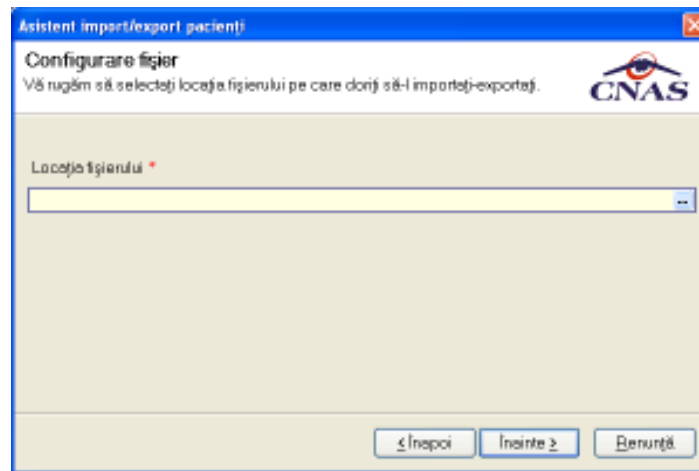 Asistent import/export pacienți
Configurare fișier
Vă rugăm să selectați locația fișierului pe care doriți să-l importați-exportați.
CNAS
Locația fișierului *
...
< Înapoi
Înainte >
Renunță